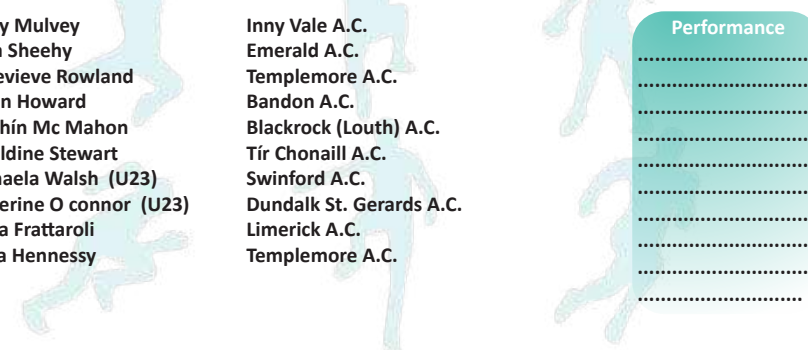 y Mulvey Inny Vale A.C. Performance
Sheehy Emerald A.C. ..............................
evieve Rowland Templemore A.C. ..............................
n Howard Bandon A.C. ..............................
hín Mc Mahon Blackrock (Louth) A.C. ..............................
ldine Stewart Tír Chonaill A.C. ..............................
aela Walsh (U23) Swinford A.C. ..............................
erine O connor (U23) Dundalk St. Gerards A.C. ..............................
a Frattaroli Limerick A.C. ..............................
a Hennessy Templemore A.C. ..............................
..............................